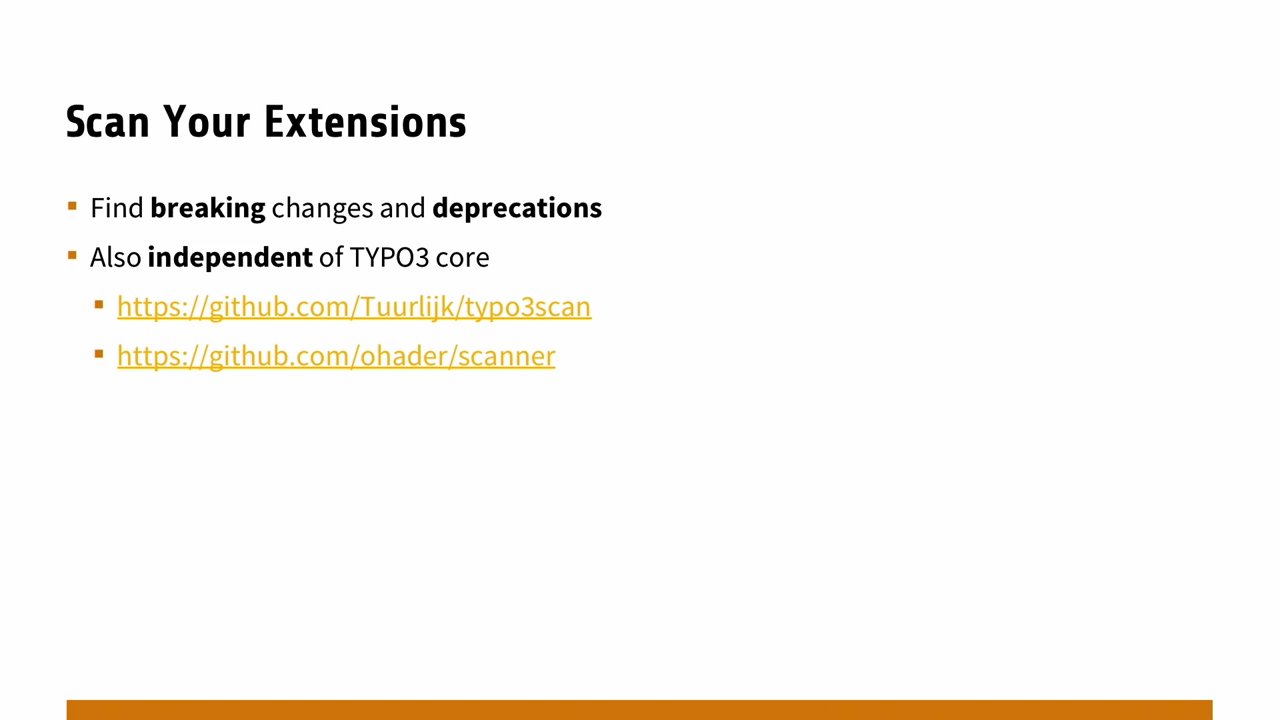 Scan Your Extensions
Find breaking changes and deprecations
Also independent of TYPO3 core
https://github.com/Tuurlijk/typo3scan
https://github.com/ohader/scanner